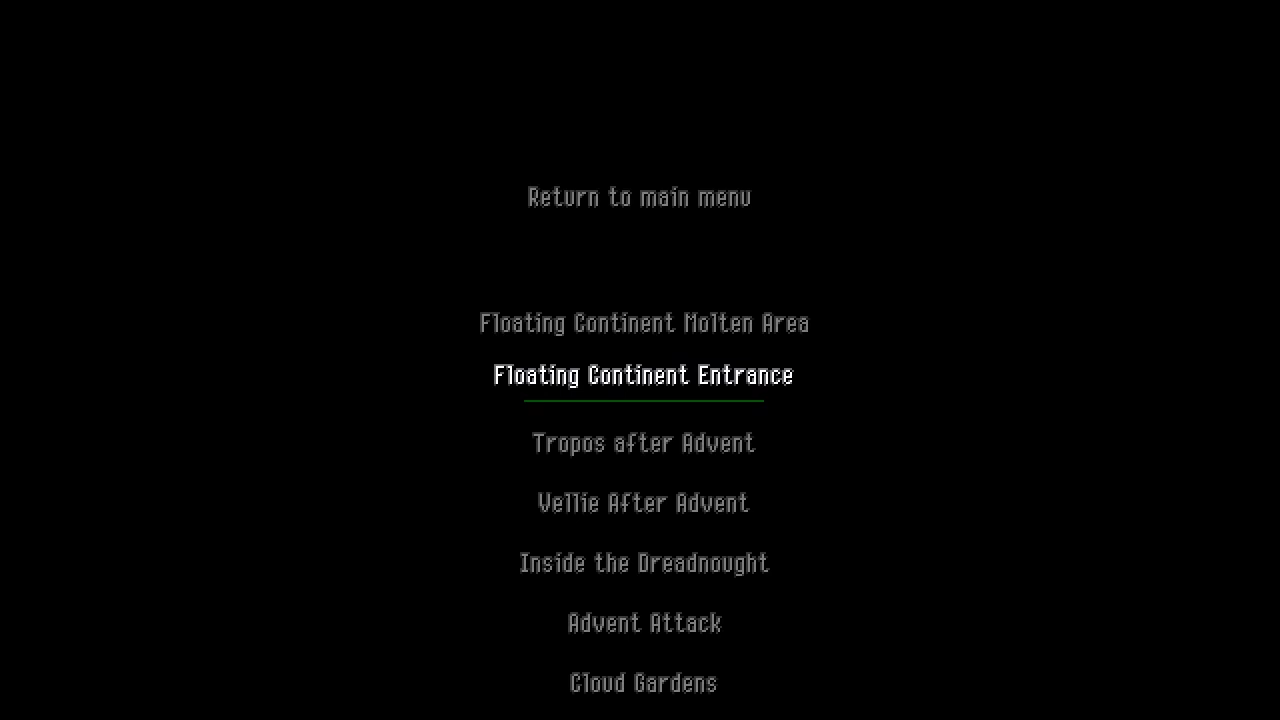 Return to main menu
Floating Continent Molten Area
Floating Continent Entrance
Tropos after Advent
Vellie After Advent
Inside the Dreadnought
Advent Attack
Cloud Gardens